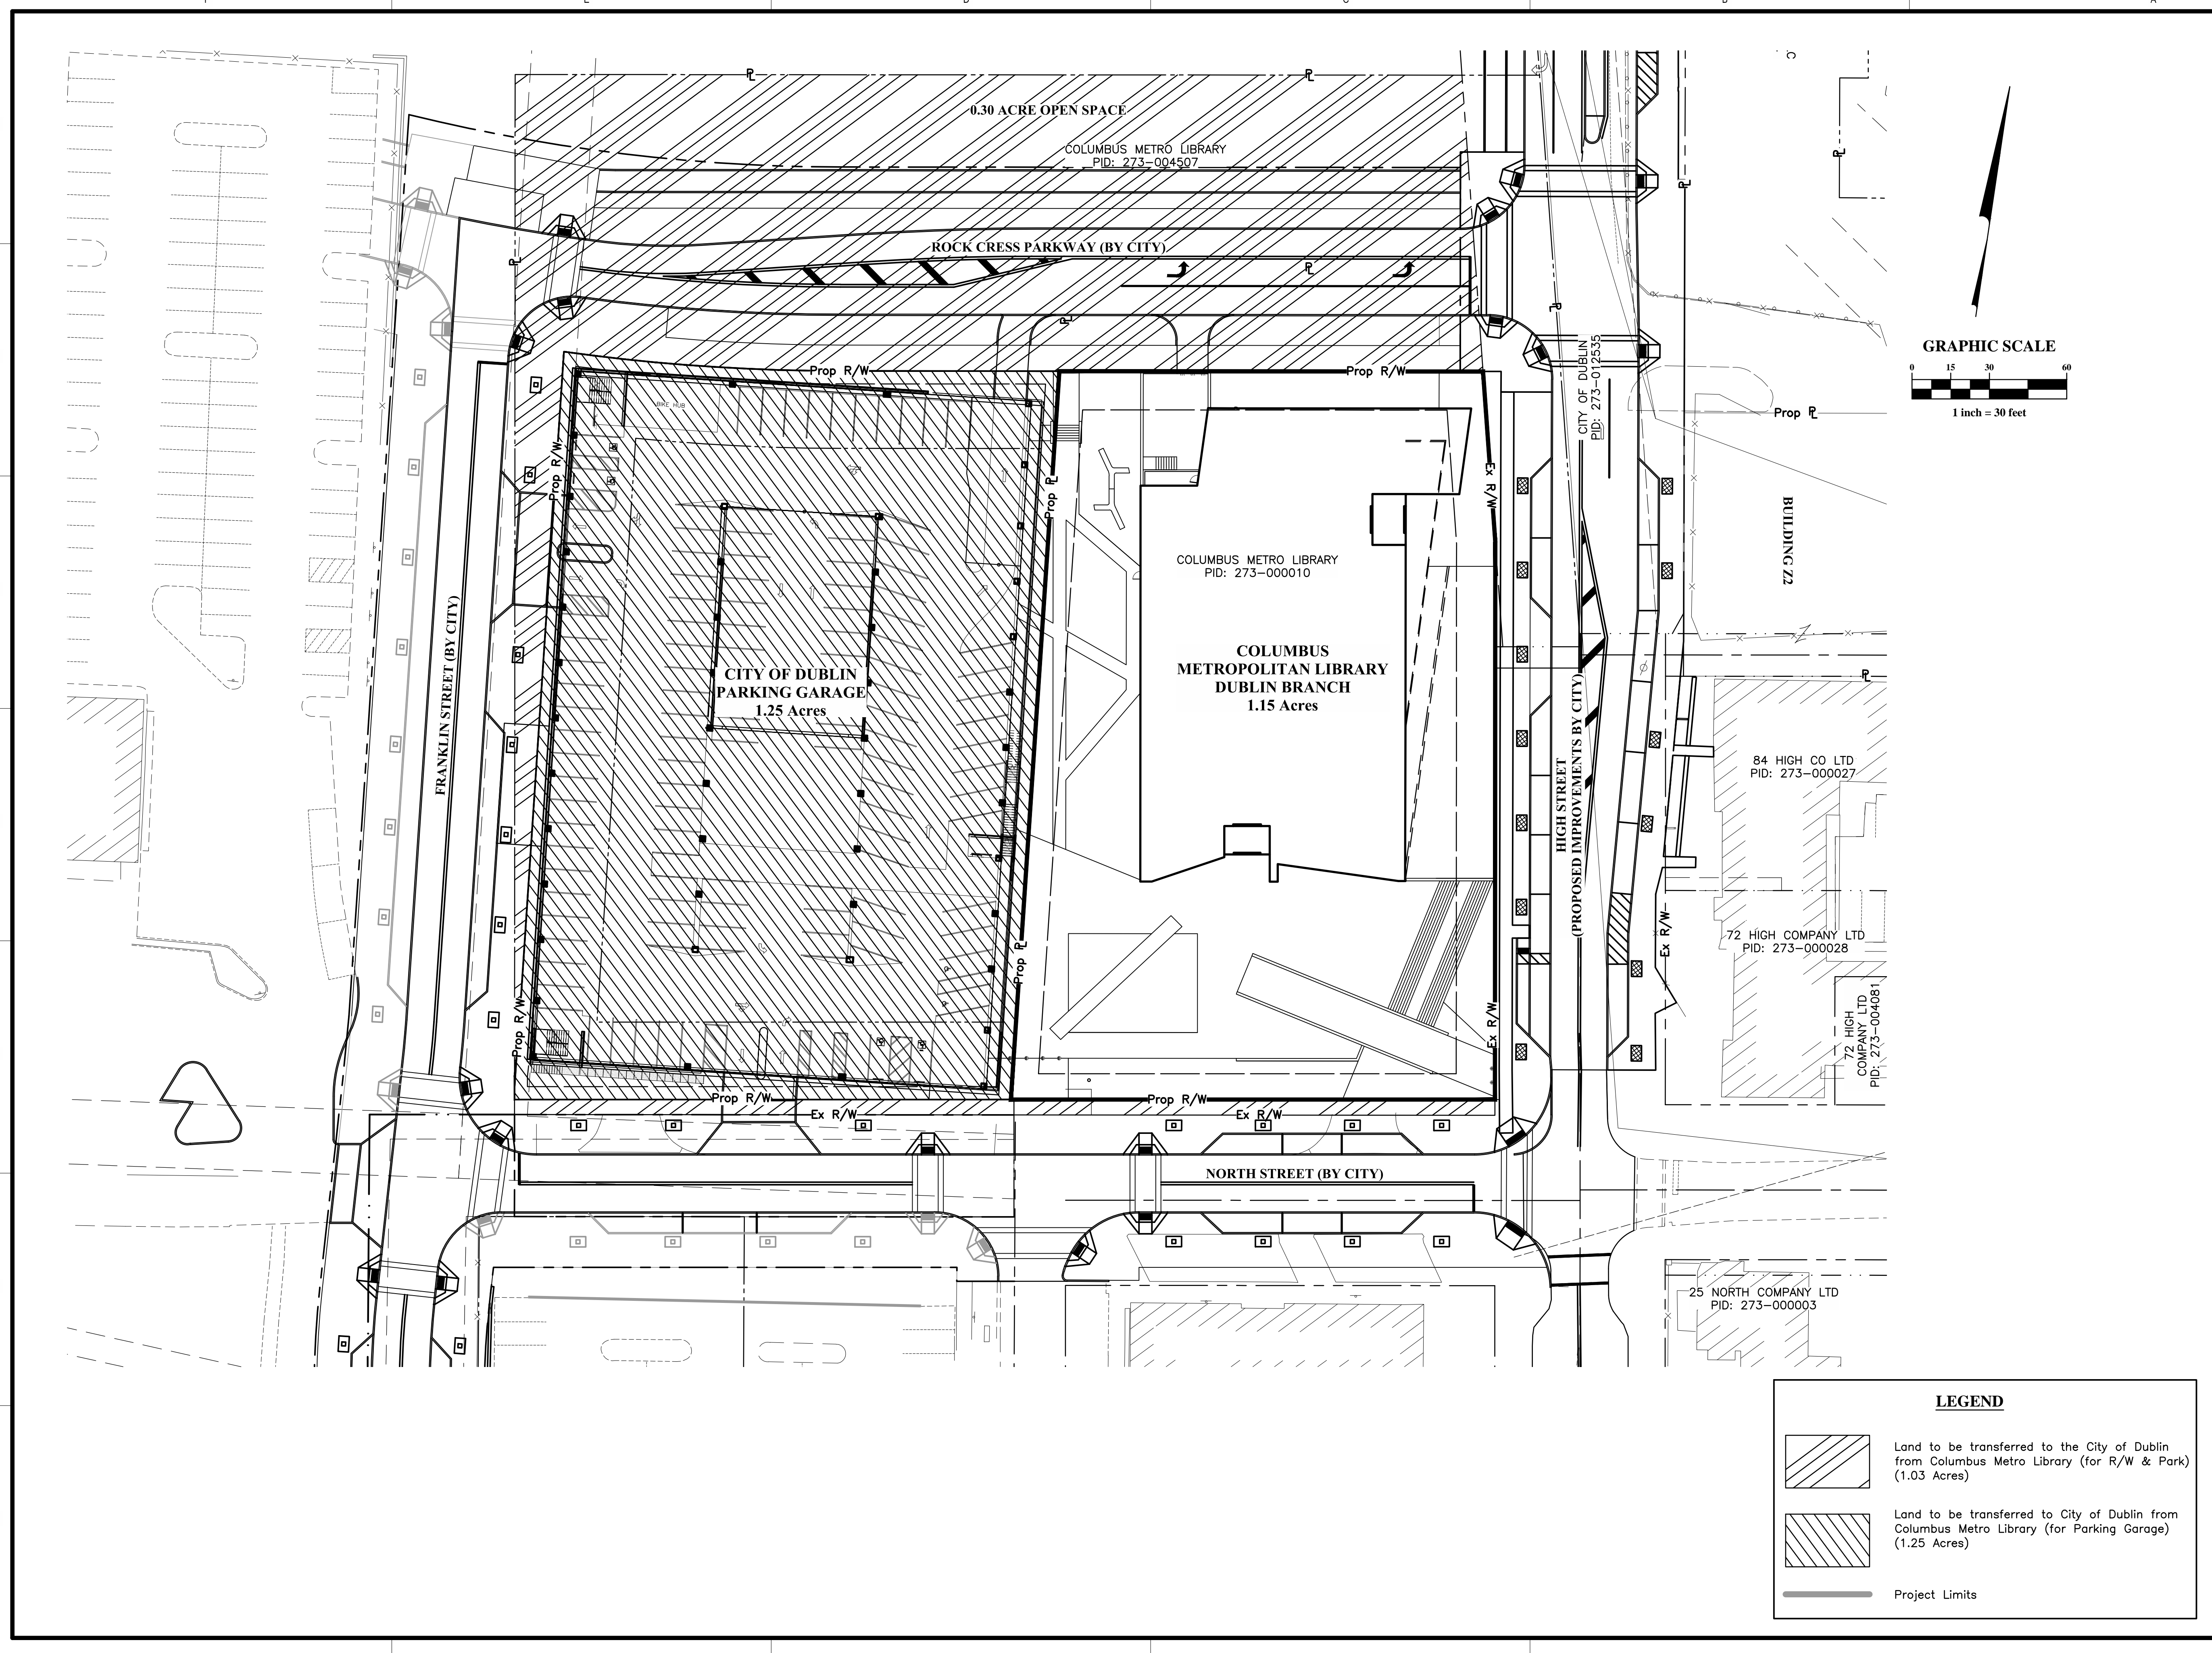 0.30 ACRE OPEN SPACE
COLUMBUS METRO LIBRARY
PID: 273-004507
ROCK CRESS PARKWAY (BY CITY)
Prop R/W
Prop R/W
BIKE HUB
Prop R/W
Prop PL
Ex R/W
CITY OF DUBLIN
PID: 273-012535
Prop PL
GRAPHIC SCALE
0 15 30 60
1 inch = 30 feet
BUILDING Z2
COLUMBUS METRO LIBRARY
PID: 273-000010
COLUMBUS
METROPOLITAN LIBRARY
DUBLIN BRANCH
1.15 Acres
CITY OF DUBLIN
PARKING GARAGE
1.25 Acres
FRANKLIN STREET (BY CITY)
HIGH STREET
(PROPOSED IMPROVEMENTS BY CITY)
84 HIGH CO LTD
PID: 273-000027
72 HIGH COMPANY LTD
PID: 273-000028
Ex R/W
72 HIGH
COMPANY LTD
PID: 273-004081
Prop R/W
Prop PL
Ex R/W
Prop R/W
Prop R/W
Ex R/W
Ex R/W
NORTH STREET (BY CITY)
25 NORTH COMPANY LTD
PID: 273-000003
LEGEND
Land to be transferred to the City of Dublin
from Columbus Metro Library (for R/W & Park)
(1.03 Acres)
Land to be transferred to City of Dublin from
Columbus Metro Library (for Parking Garage)
(1.25 Acres)
Project Limits